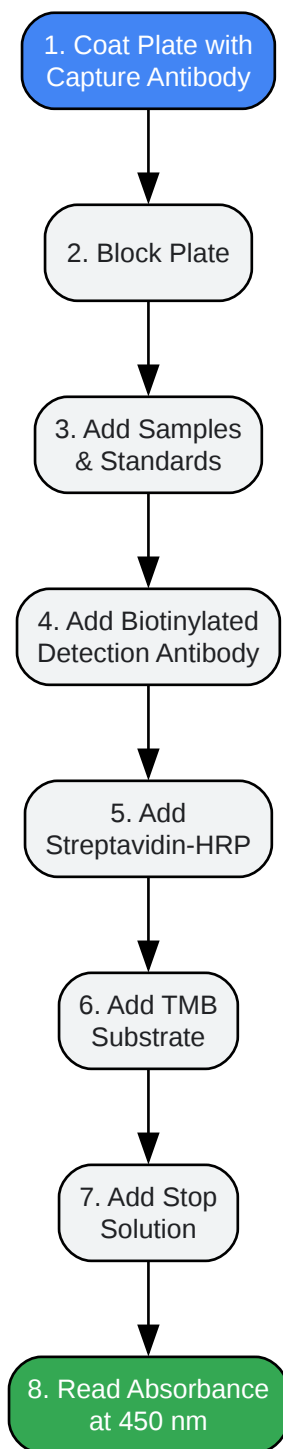 1. Coat Plate with
Capture Antibody
2. Block Plate
3. Add Samples
& Standards
4. Add Biotinylated
Detection Antibody
5. Add
Streptavidin-HRP
6. Add TMB
Substrate
7. Add Stop
Solution
8. Read Absorbance
at 450 nm